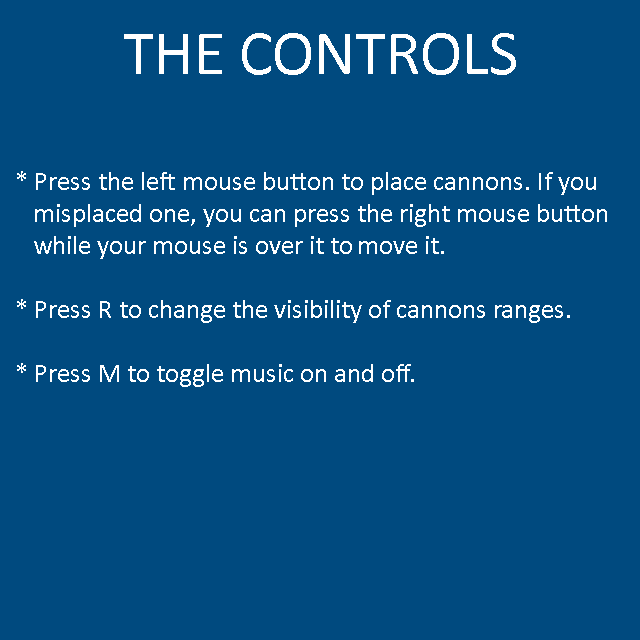 THE CONTROLS
* Press the left mouse button to place cannons. If you
misplaced one, you can press the right mouse button
while your mouse is over it to move it.
* Press R to change the visibility of cannons ranges.
* Press M to toggle music on and off.